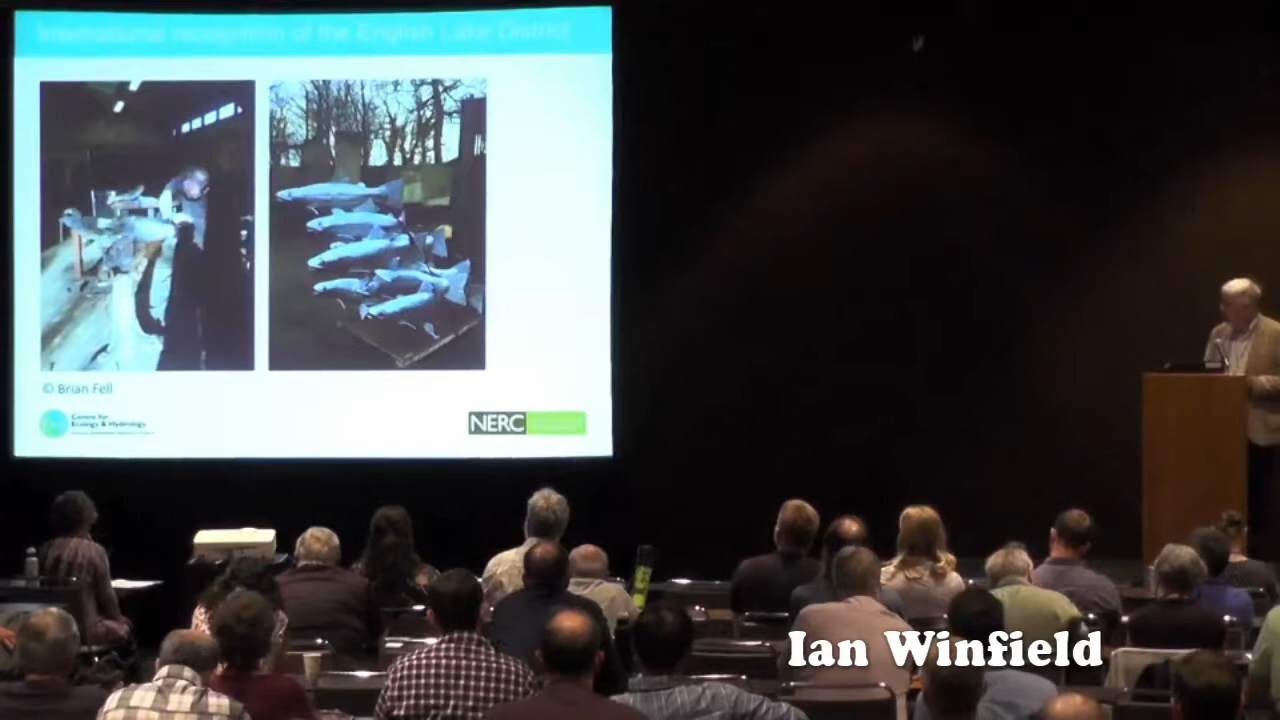 International recognition of the English Lake District
© Brian Fell
Centre for
Ecology & Hydrology
NERC
Ian Winfield